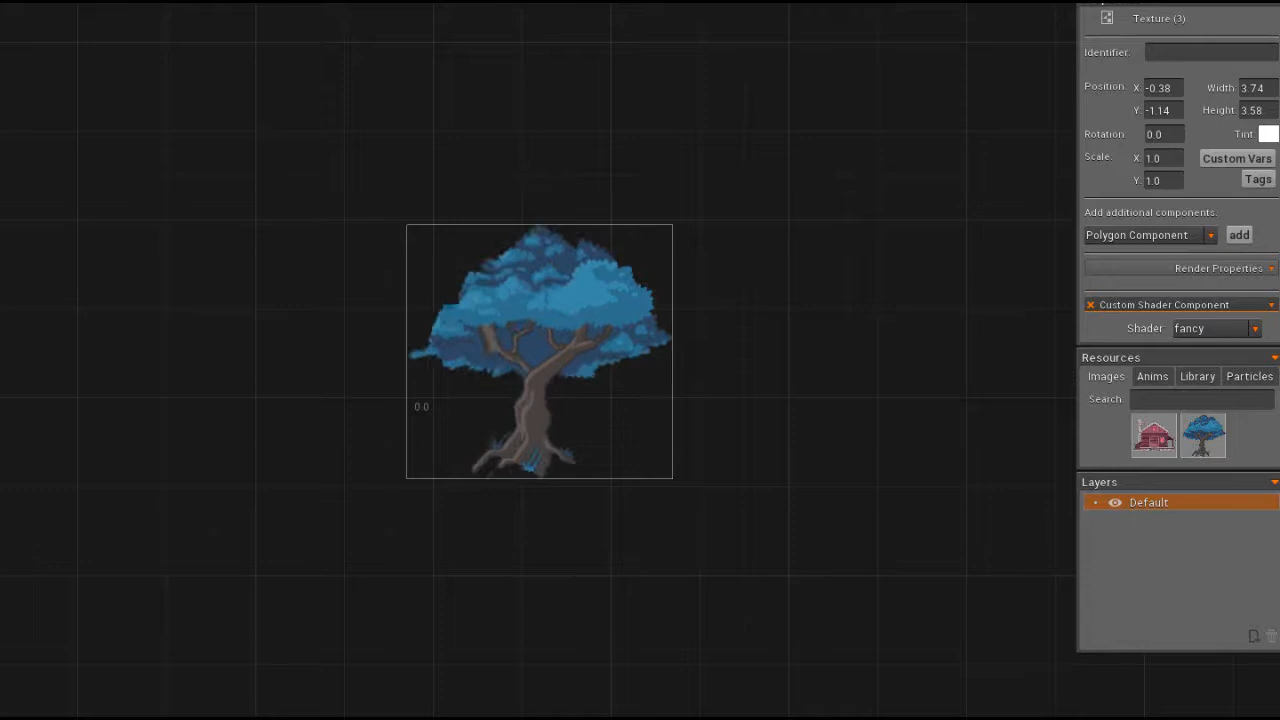 Texture (3)
Identifier:
Position: X: -0.38 Width: 3.74
Y: -1.14 Height: 3.58
Rotation: 0.0 Tint:
Scale: X: 1.0 Custom Vars
Y: 1.0 Tags
Add additional components:
Polygon Component add
Render Properties
Custom Shader Component
Shader: fancy
Resources
Images Anims Library Particles
Search:
Layers
Default
0.0